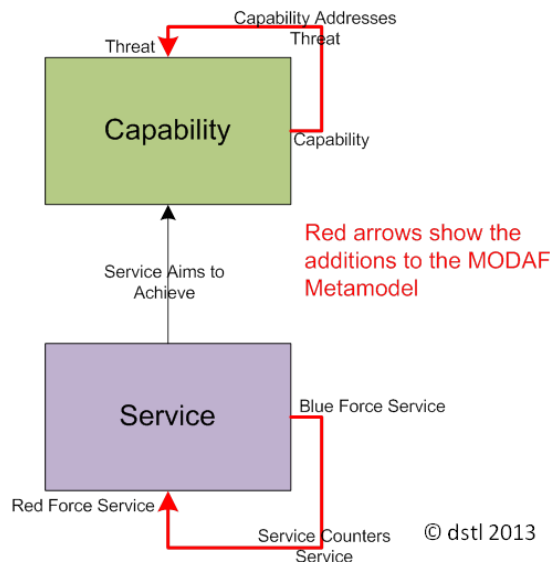 Capability Addresses
Threat
Threat
Capability
Capability
Red arrows show the
additions to the MODAF
Metamodel
Service Aims to
Achieve
Service
Blue Force Service
Red Force Service
Service Counters
Service
© dstl 2013